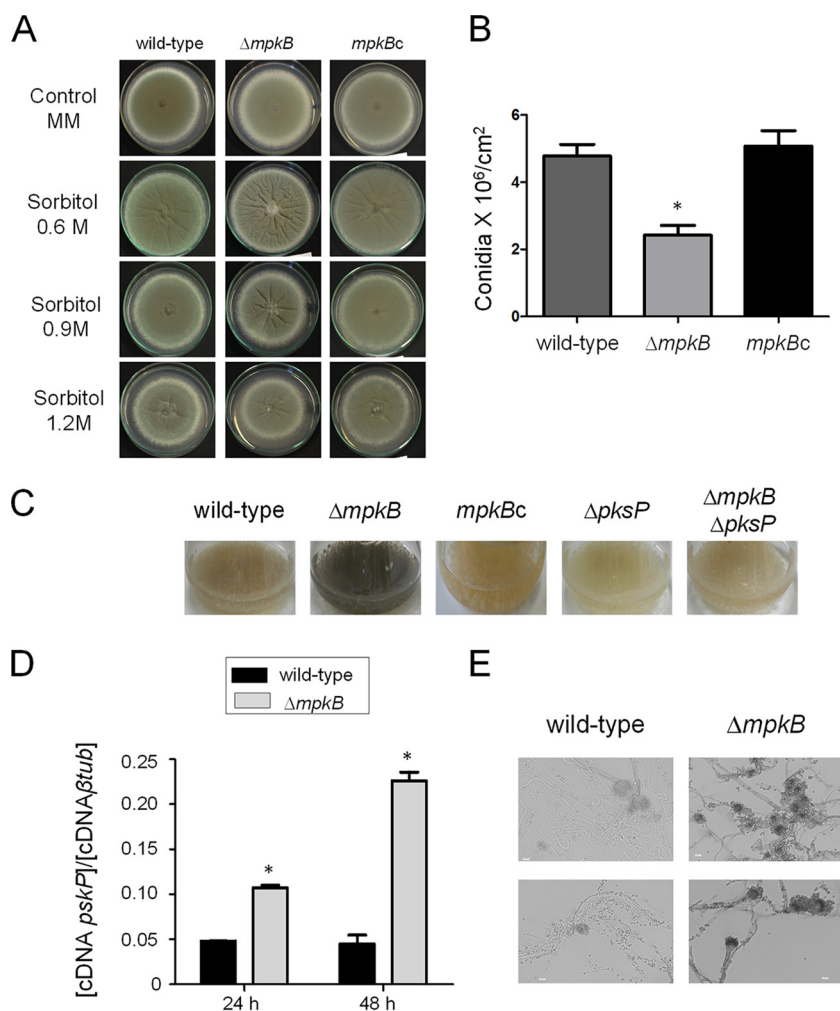 A
wild-type ΔmpkB mpkBc
Control
MM
Sorbitol
0.6 M
Sorbitol
0.9M
Sorbitol
1.2M
B
Conidia X 10⁶/cm²
6
4
2
0
*
wild-type ΔmpkB mpkBc
C
wild-type ΔmpkB mpkBc ΔpksP ΔmpkB
ΔpksP
D
wild-type
ΔmpkB
[cDNA pskP]/[cDNAβtub]
0.25
0.20
0.15
0.10
0.05
0
*
*
24 h 48 h
E
wild-type ΔmpkB